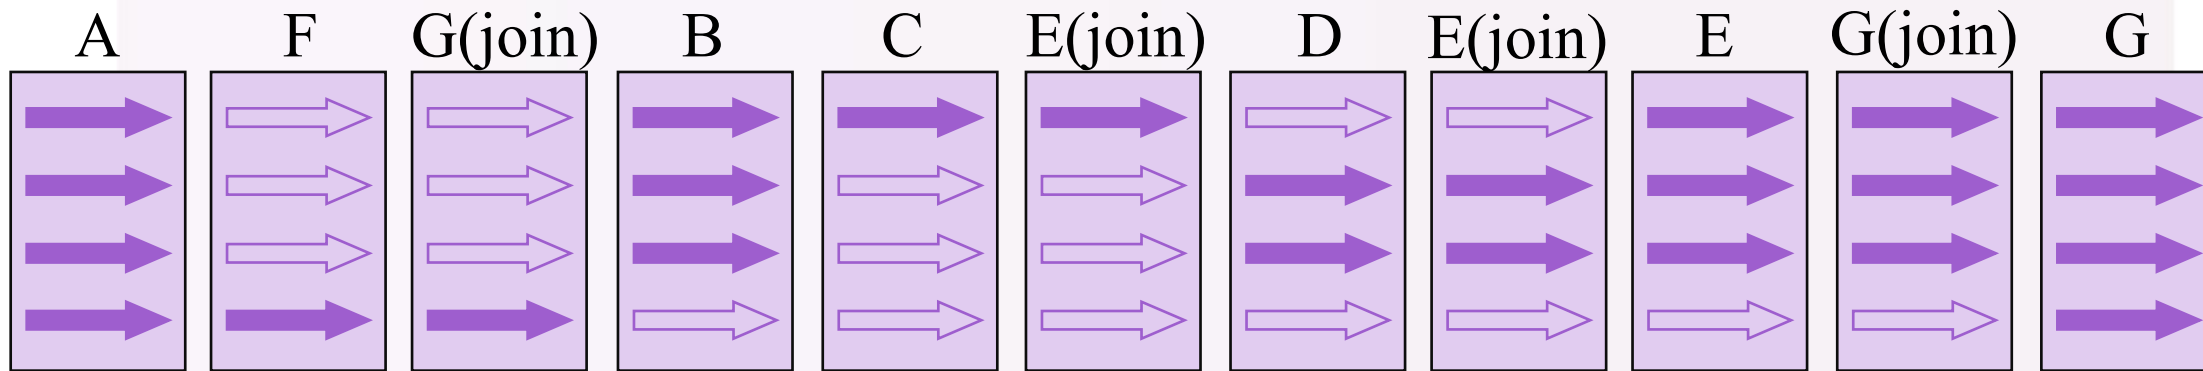 A F G(join) B C E(join) D E(join) E G(join) G